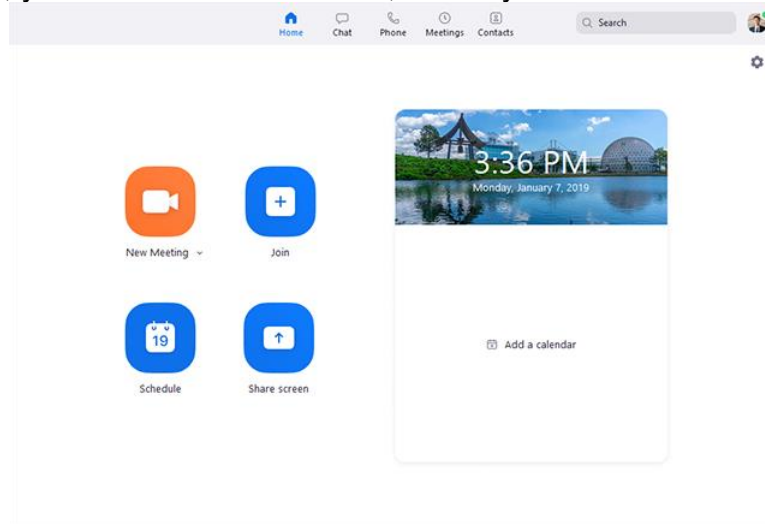 Home
Chat
Phone
Meetings
Contacts
Search
3:36 PM
Monday, January 7, 2019
New Meeting
Join
19
Schedule
Share screen
Add a calendar